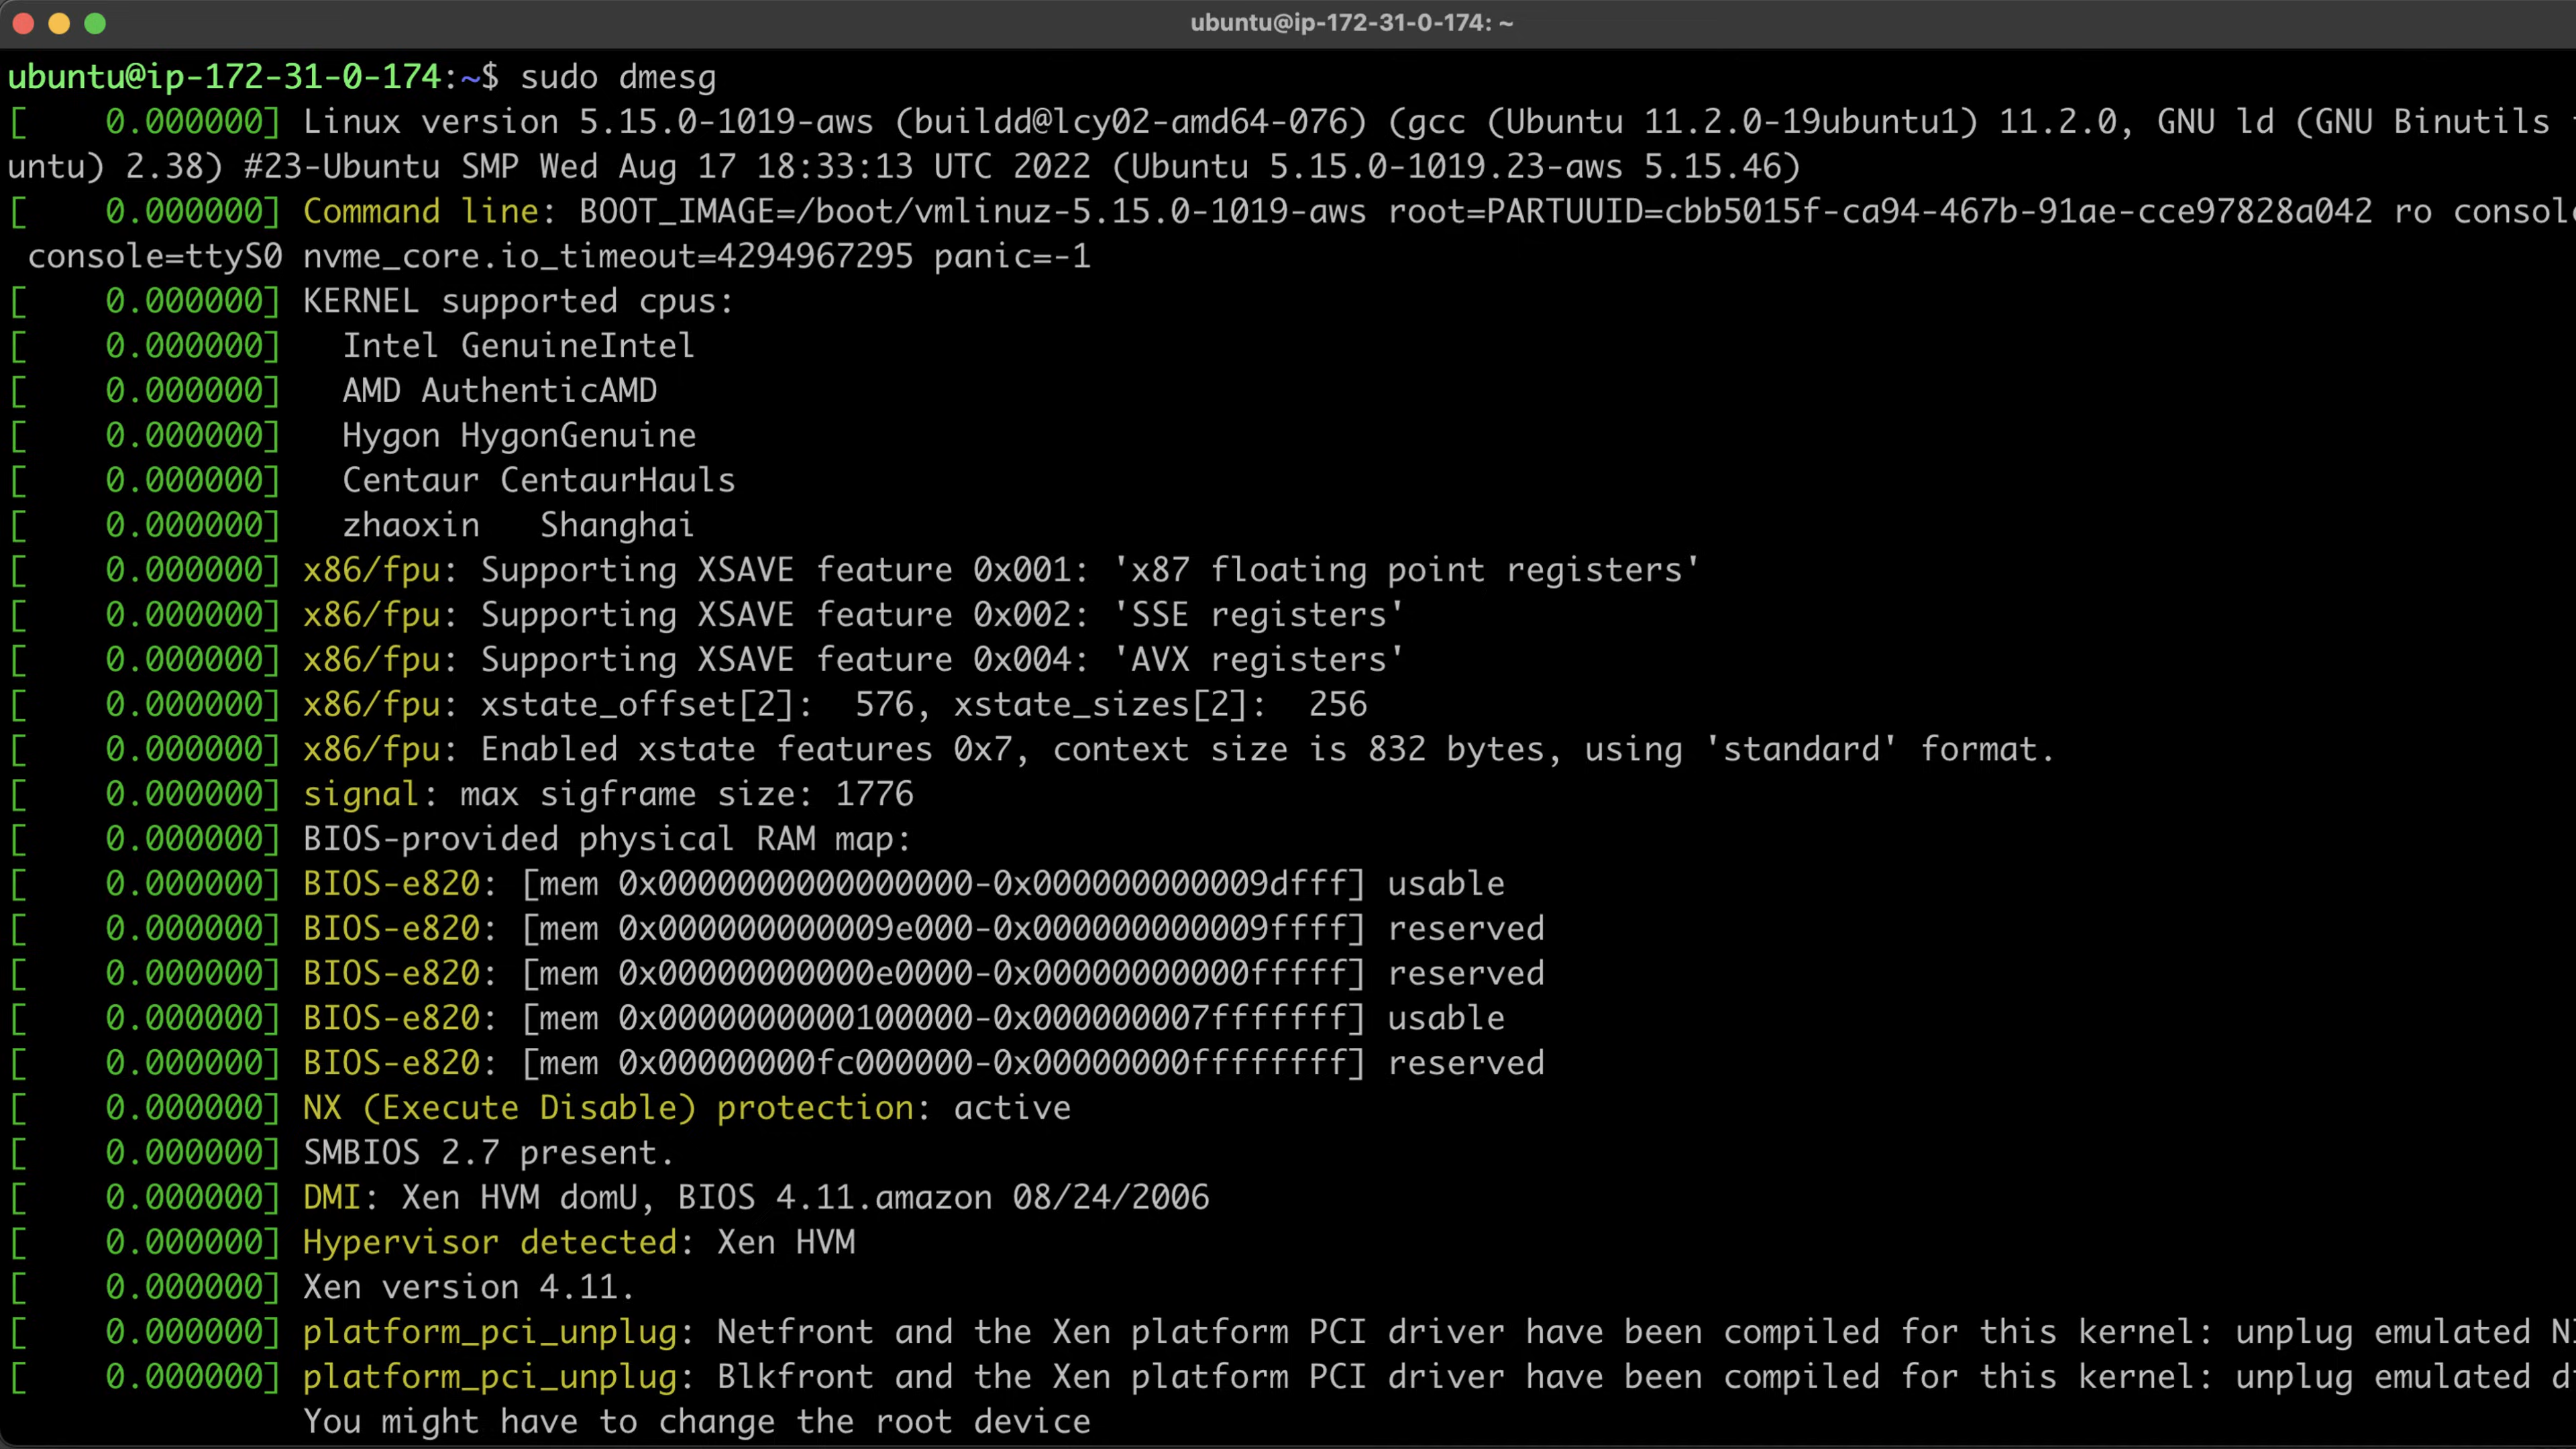 ubuntu@ip-172-31-0-174: ~
ubuntu@ip-172-31-0-174:~$ sudo dmesg
[    0.000000] Linux version 5.15.0-1019-aws (buildd@lcy02-amd64-076) (gcc (Ubuntu 11.2.0-19ubuntu1) 11.2.0, GNU ld (GNU Binutils
untu) 2.38) #23-Ubuntu SMP Wed Aug 17 18:33:13 UTC 2022 (Ubuntu 5.15.0-1019.23-aws 5.15.46)
[    0.000000] Command line: BOOT_IMAGE=/boot/vmlinuz-5.15.0-1019-aws root=PARTUUID=cbb5015f-ca94-467b-91ae-cce97828a042 ro
 console=ttyS0 nvme_core.io_timeout=4294967295 panic=-1
[    0.000000] KERNEL supported cpus:
[    0.000000]   Intel GenuineIntel
[    0.000000]   AMD AuthenticAMD
[    0.000000]   Hygon HygonGenuine
[    0.000000]   Centaur CentaurHauls
[    0.000000]   zhaoxin   Shanghai
[    0.000000] x86/fpu: Supporting XSAVE feature 0x001: 'x87 floating point registers'
[    0.000000] x86/fpu: Supporting XSAVE feature 0x002: 'SSE registers'
[    0.000000] x86/fpu: Supporting XSAVE feature 0x004: 'AVX registers'
[    0.000000] x86/fpu: xstate_offset[2]:  576, xstate_sizes[2]:  256
[    0.000000] x86/fpu: Enabled xstate features 0x7, context size is 832 bytes, using 'standard' format.
[    0.000000] signal: max sigframe size: 1776
[    0.000000] BIOS-provided physical RAM map:
[    0.000000] BIOS-e820: [mem 0x0000000000000000-0x000000000009dfff] usable
[    0.000000] BIOS-e820: [mem 0x000000000009e000-0x000000000009ffff] reserved
[    0.000000] BIOS-e820: [mem 0x00000000000e0000-0x00000000000fffff] reserved
[    0.000000] BIOS-e820: [mem 0x0000000000100000-0x000000007fffffff] usable
[    0.000000] BIOS-e820: [mem 0x00000000fc000000-0x00000000ffffffff] reserved
[    0.000000] NX (Execute Disable) protection: active
[    0.000000] SMBIOS 2.7 present.
[    0.000000] DMI: Xen HVM domU, BIOS 4.11.amazon 08/24/2006
[    0.000000] Hypervisor detected: Xen HVM
[    0.000000] Xen version 4.11.
[    0.000000] platform_pci_unplug: Netfront and the Xen platform PCI driver have been compiled for this kernel: unplug emulated
[    0.000000] platform_pci_unplug: Blkfront and the Xen platform PCI driver have been compiled for this kernel: unplug emulated
               You might have to change the root device